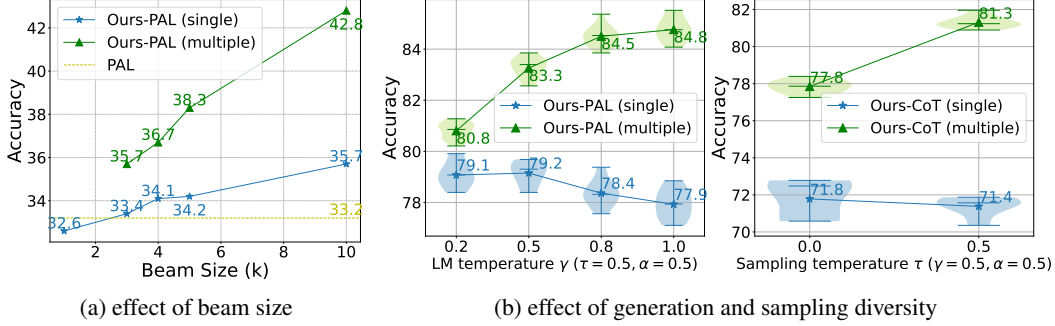 Accuracy
42
40
38
36
34
Ours-PAL (single)
Ours-PAL (multiple)
PAL
32.6
33.4
34.1
34.2
35.7
35.7
36.7
38.3
42.8
33.2
2 4 6 8 10
Beam Size (k)
(a) effect of beam size
Accuracy
84
82
80
78
80.8
83.3
84.5
84.8
Ours-PAL (single)
Ours-PAL (multiple)
79.1
79.2
78.4
77.9
0.2 0.5 0.8 1.0
LM temperature γ (τ = 0.5, α = 0.5)
Accuracy
82
80
78
76
74
72
70
77.8
81.3
Ours-CoT (single)
Ours-CoT (multiple)
71.8
71.4
0.0 0.5
Sampling temperature τ (γ = 0.5, α = 0.5)
(b) effect of generation and sampling diversity